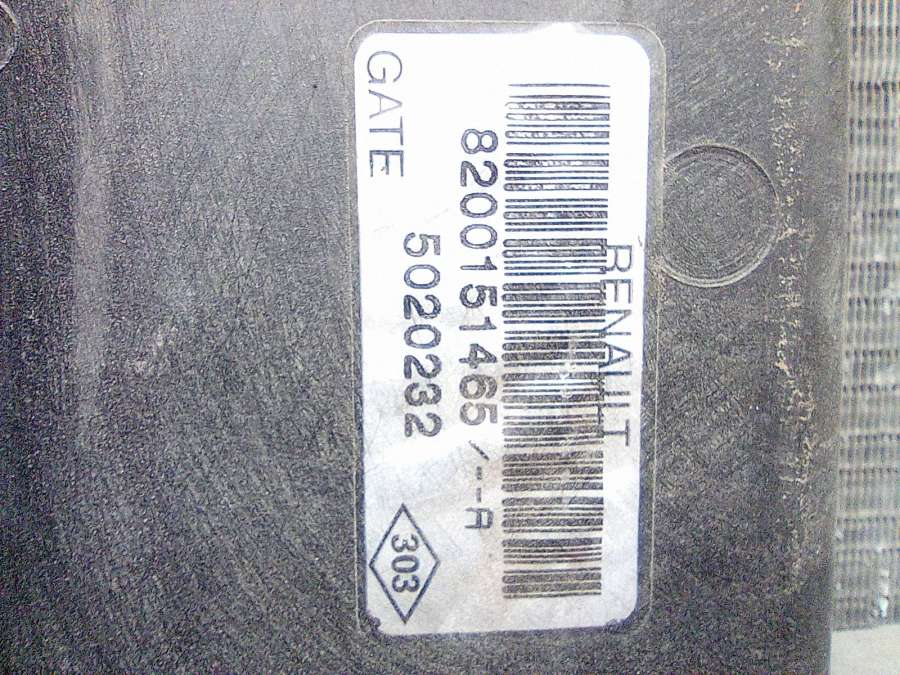 RENAULT
8200151465/--A
5020232
GATE
303